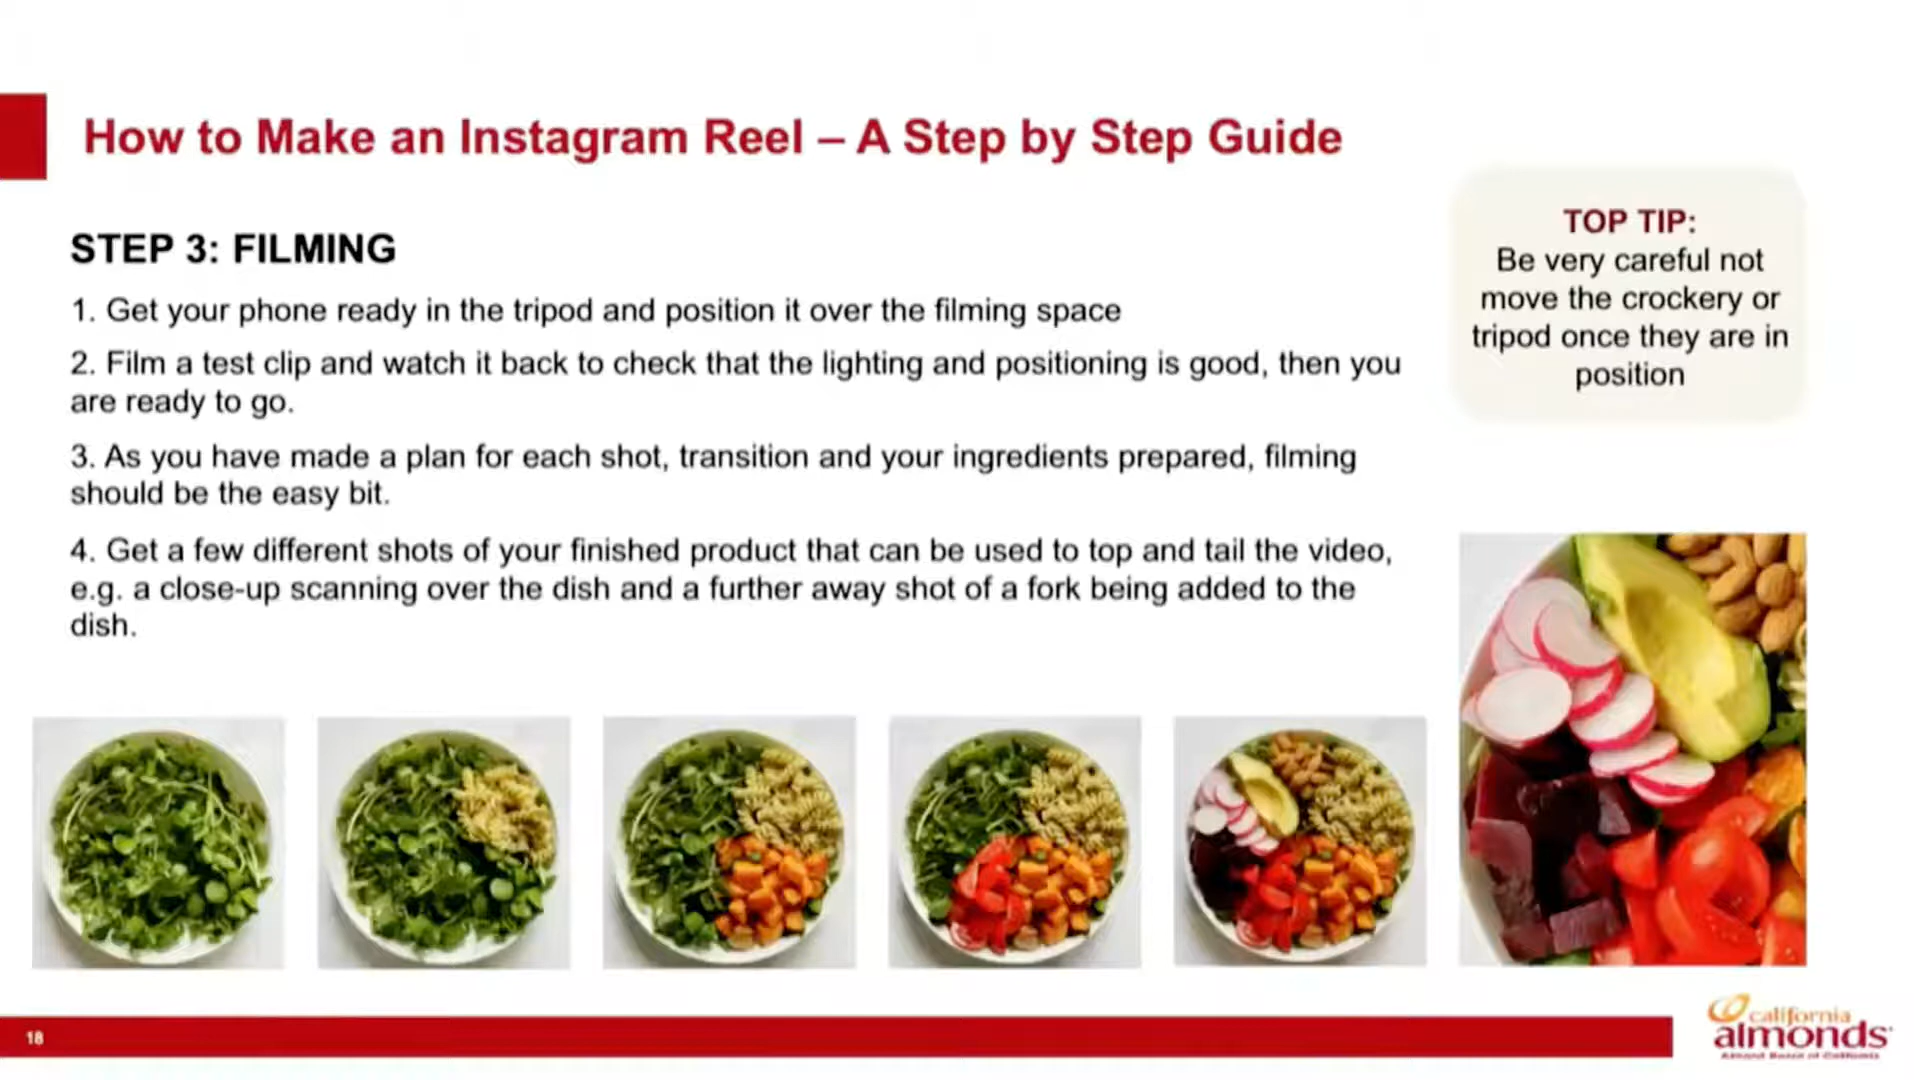 How to Make an Instagram Reel – A Step by Step Guide
STEP 3: FILMING
1. Get your phone ready in the tripod and position it over the filming space
2. Film a test clip and watch it back to check that the lighting and positioning is good, then you
are ready to go.
3. As you have made a plan for each shot, transition and your ingredients prepared, filming
should be the easy bit.
4. Get a few different shots of your finished product that can be used to top and tail the video,
e.g. a close-up scanning over the dish and a further away shot of a fork being added to the
dish.
TOP TIP:
Be very careful not
move the crockery or
tripod once they are in
position
18
california
almonds
Almond Board of California